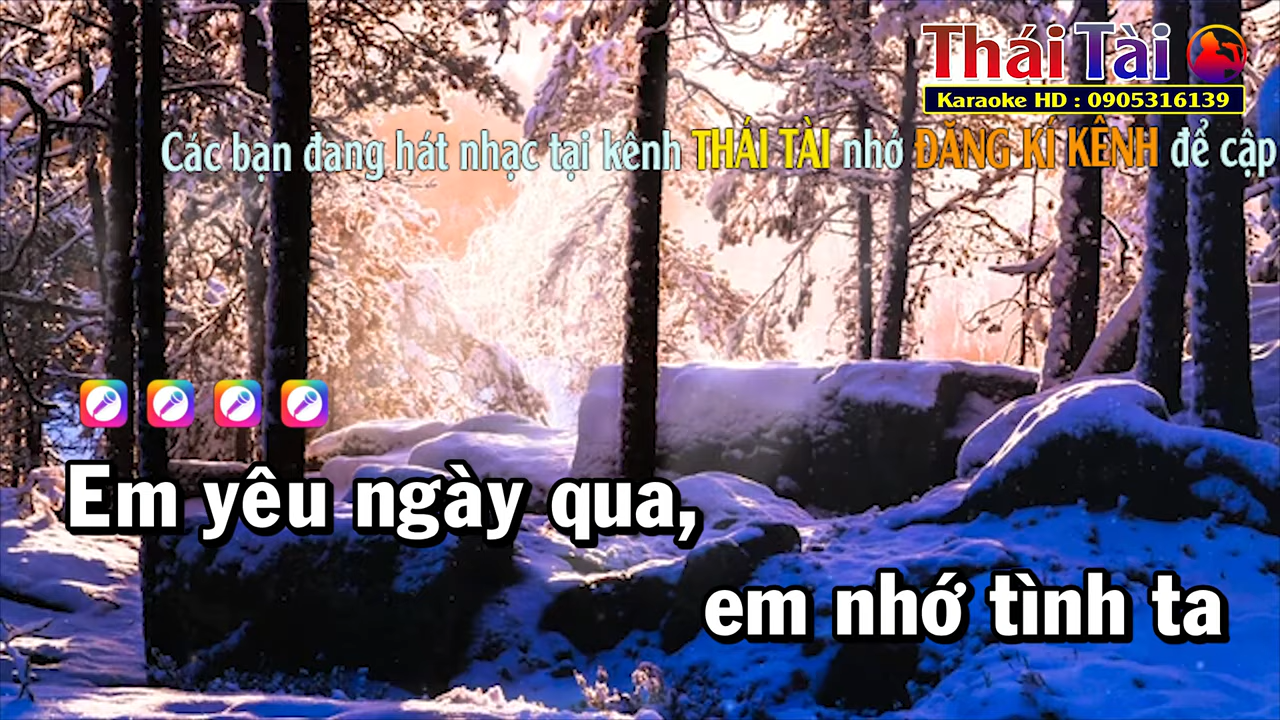 Thái Tài
Karaoke HD : 0905316139
Các bạn đang hát nhạc tại kênh THÁI TÀI nhớ ĐĂNG KÍ KÊNH để cập
Em yêu ngày qua,
em nhớ tình ta